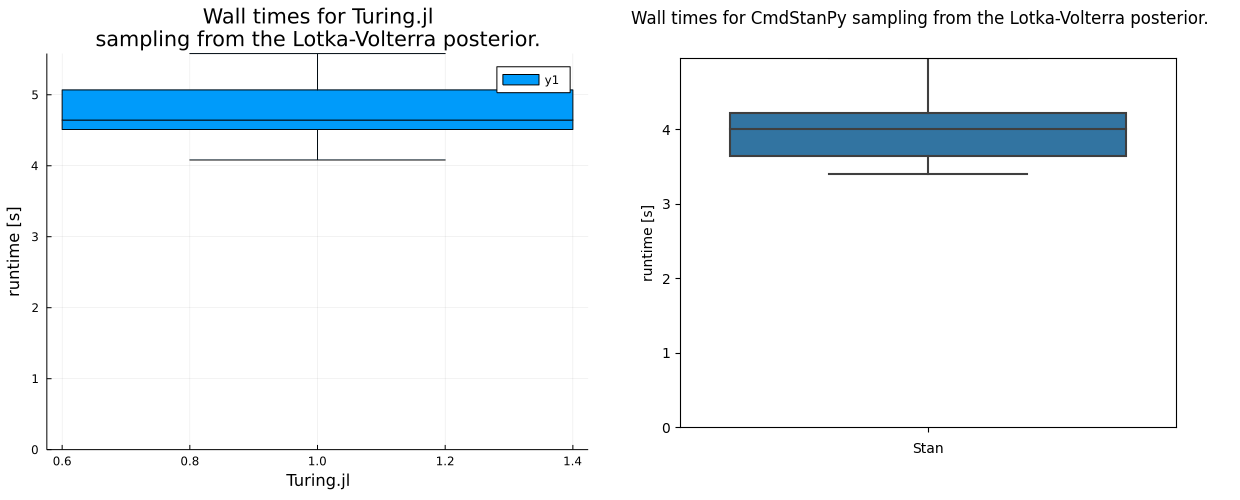 Wall times for Turing.jl
sampling from the Lotka-Volterra posterior.
y1
runtime [s]
5
4
3
2
1
0
0.6 0.8 1.0 1.2 1.4
Turing.jl
Wall times for CmdStanPy sampling from the Lotka-Volterra posterior.
runtime [s]
4
3
2
1
0
Stan